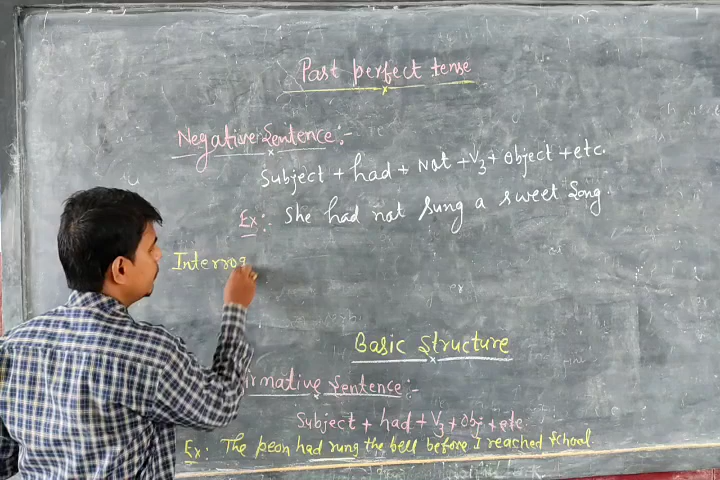 Past perfect tense
Negative Sentence :-
Subject + had + Not + V3 + Object + etc.
Ex :- She had not sung a sweet Song.
Interrog
Basic Structure
rmative Sentence :-
Subject + had + V3 + Obj + etc.
Ex : The peon had rung the bell before I reached School.